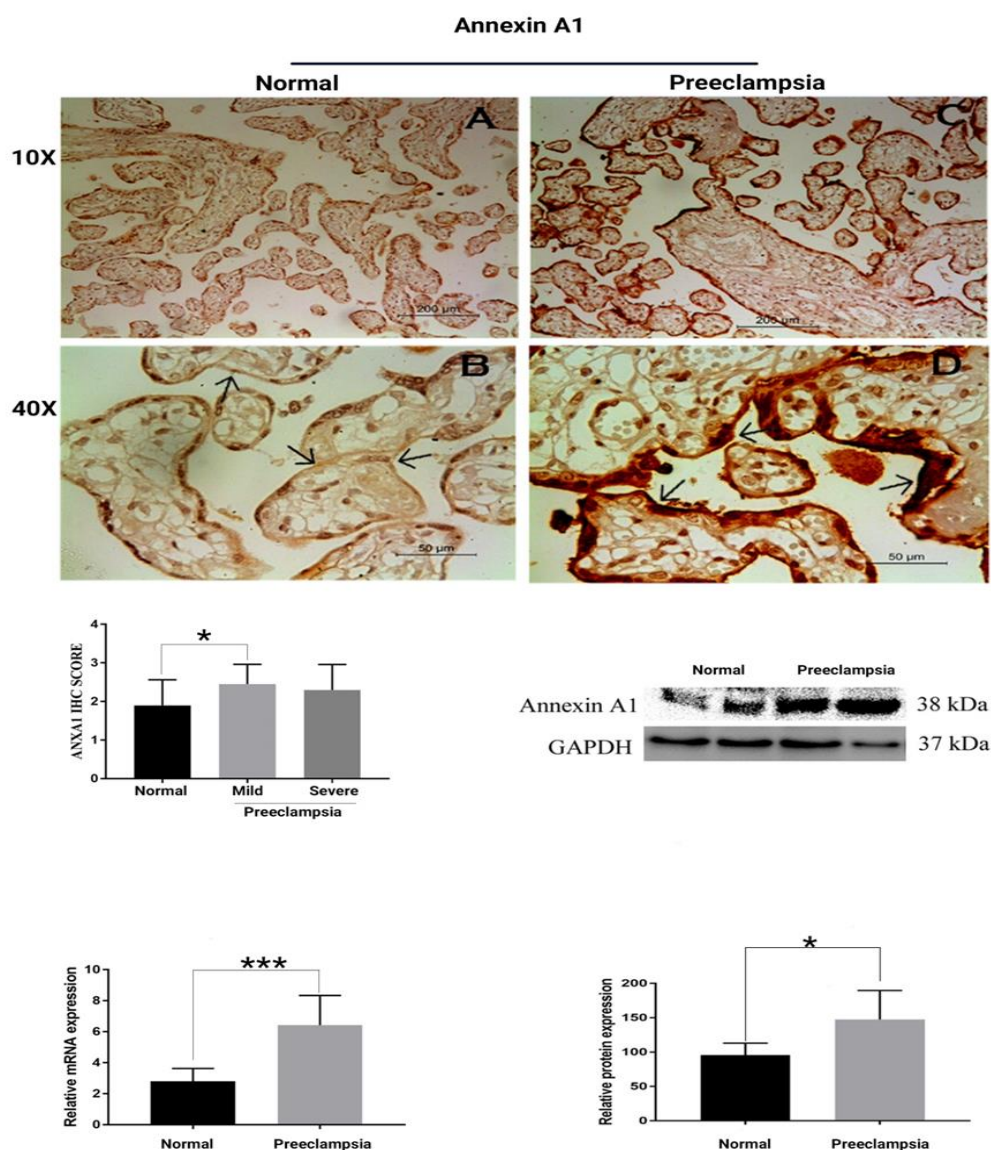 Annexin A1
Normal Preeclampsia
10X
A C
200 µm 200 µm
40X
B D
50 µm 50 µm
ANXA1 IHC SCORE
4
3
2
1
0
*
Normal Mild Severe
Preeclampsia
Normal Preeclampsia
Annexin A1 38 kDa
GAPDH 37 kDa
Relative mRNA expression
10
8
6
4
2
0
***
Normal Preeclampsia
Relative protein expression
200
150
100
50
0
*
Normal Preeclampsia